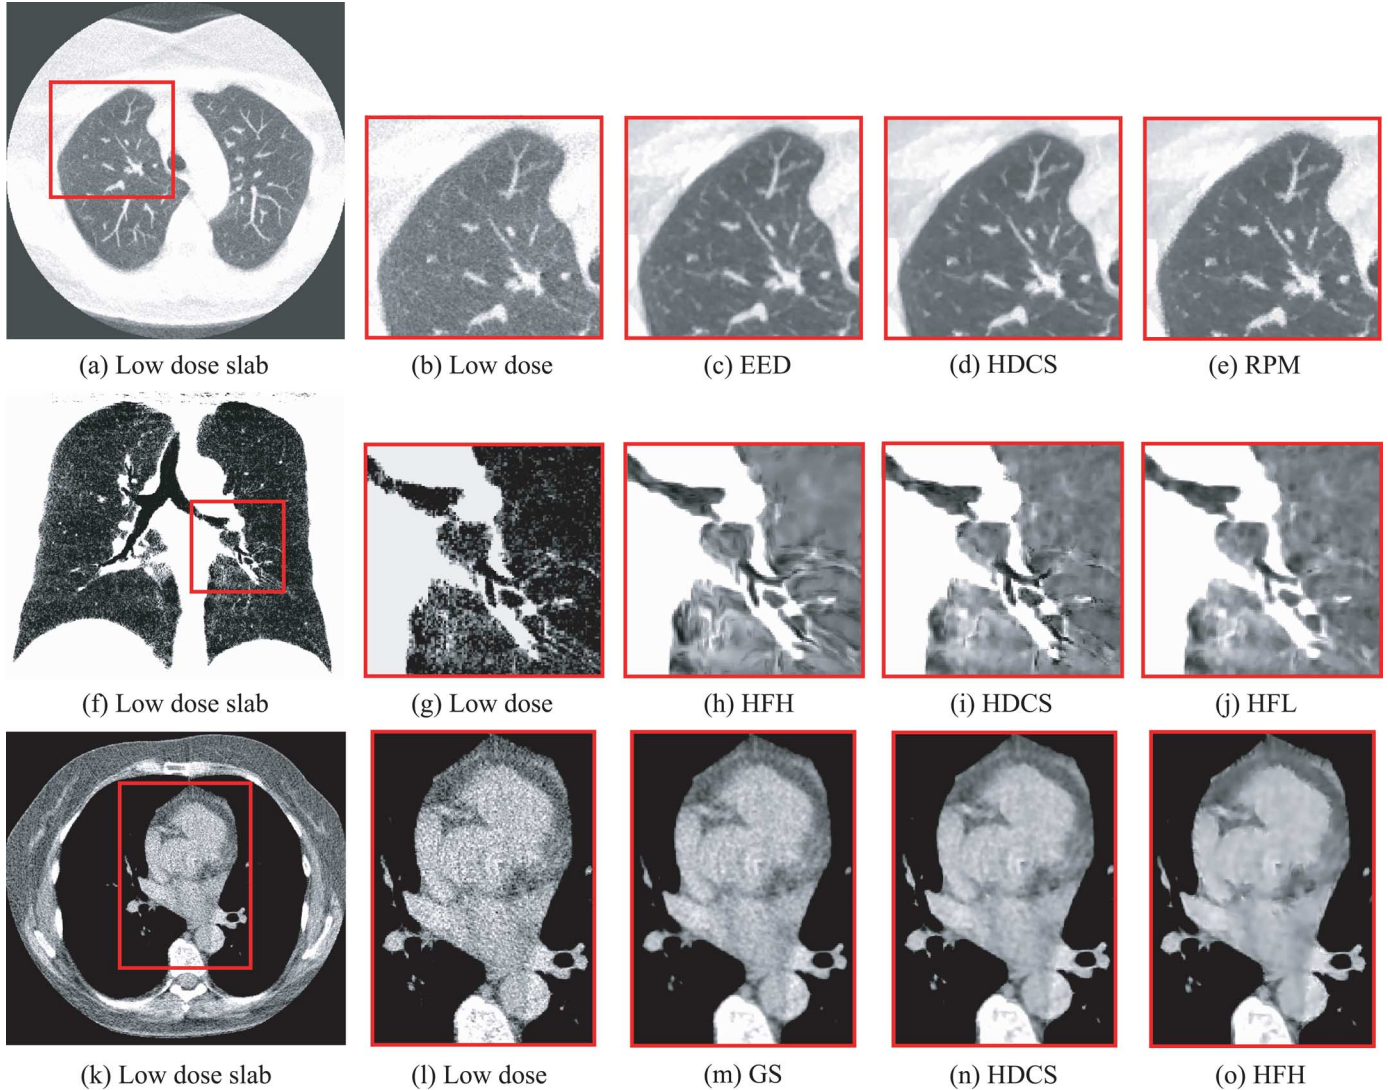 (a) Low dose slab
(b) Low dose
(c) EED
(d) HDCS
(e) RPM
(f) Low dose slab
(g) Low dose
(h) HFH
(i) HDCS
(j) HFL
(k) Low dose slab
(l) Low dose
(m) GS
(n) HDCS
(o) HFH